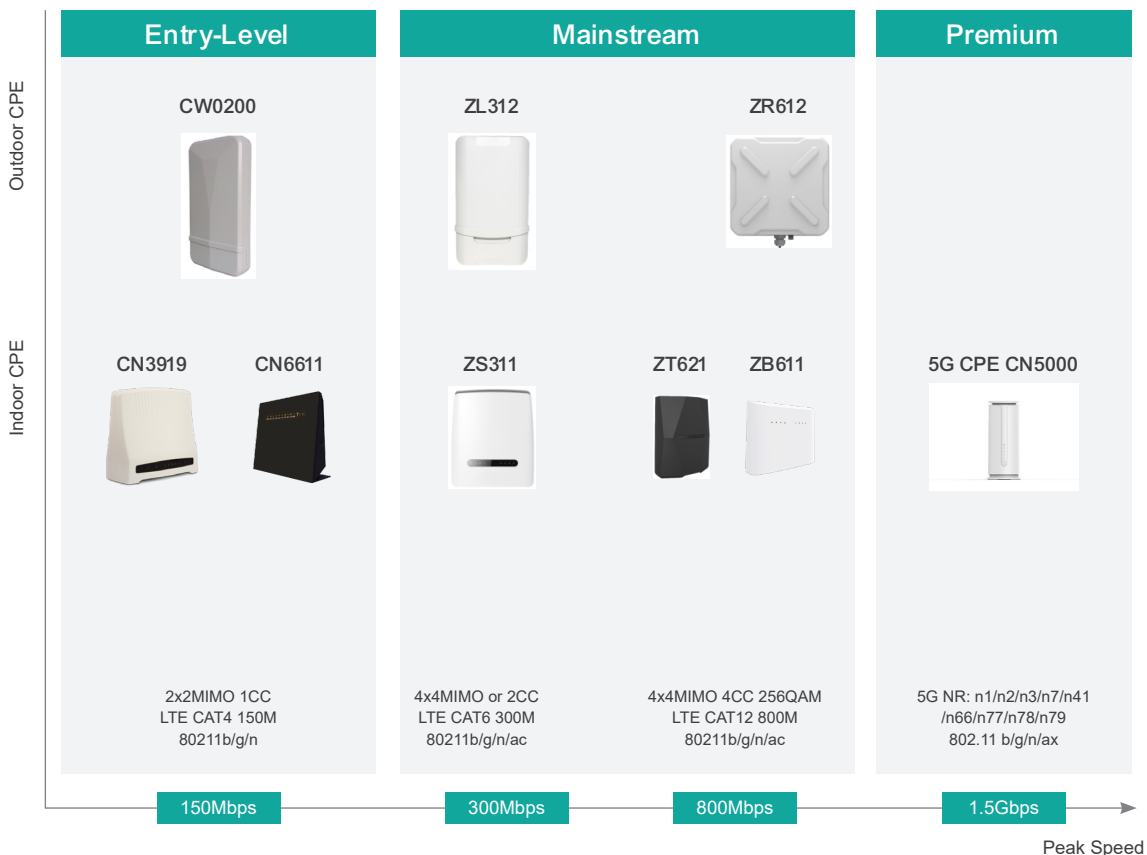 Entry-Level
Mainstream
Premium
Outdoor CPE
CW0200
ZL312
ZR612
Indoor CPE
CN3919
CN6611
ZS311
ZT621
ZB611
5G CPE CN5000
2x2MIMO 1CC
LTE CAT4 150M
80211b/g/n
4x4MIMO or 2CC
LTE CAT6 300M
80211b/g/n/ac
4x4MIMO 4CC 256QAM
LTE CAT12 800M
80211b/g/n/ac
5G NR: n1/n2/n3/n7/n41
/n66/n77/n78/n79
802.11 b/g/n/ax
150Mbps
300Mbps
800Mbps
1.5Gbps
Peak Speed